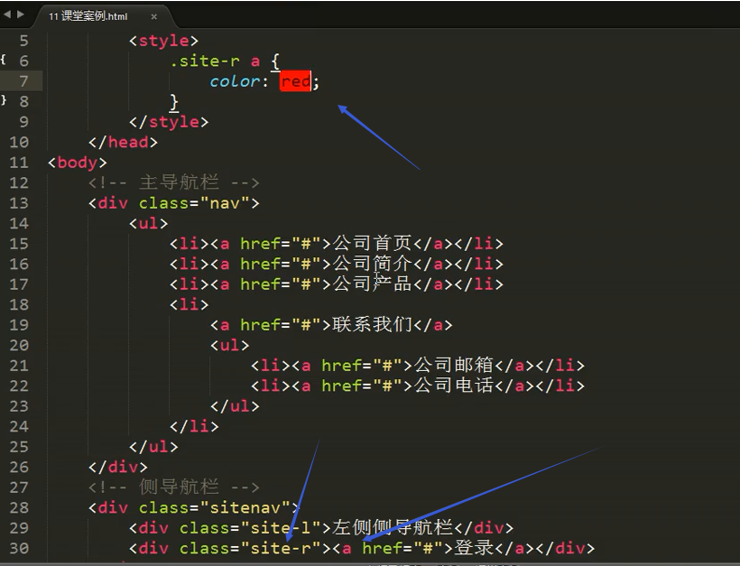 11 课堂案例.html ×
5 <style>
{ 6 .site-r a {
7 color: red;
} 8 }
9 </style>
10 </head>
11 <body>
12 <!-- 主导航栏 -->
13 <div class="nav">
14 <ul>
15 <li><a href="#">公司首页</a></li>
16 <li><a href="#">公司简介</a></li>
17 <li><a href="#">公司产品</a></li>
18 <li>
19 <a href="#">联系我们</a>
20 <ul>
21 <li><a href="#">公司邮箱</a></li>
22 <li><a href="#">公司电话</a></li>
23 </ul>
24 </li>
25 </ul>
26 </div>
27 <!-- 侧导航栏 -->
28 <div class="sitenav">
29 <div class="site-l">左侧侧导航栏</div>
30 <div class="site-r"><a href="#">登录</a></div>